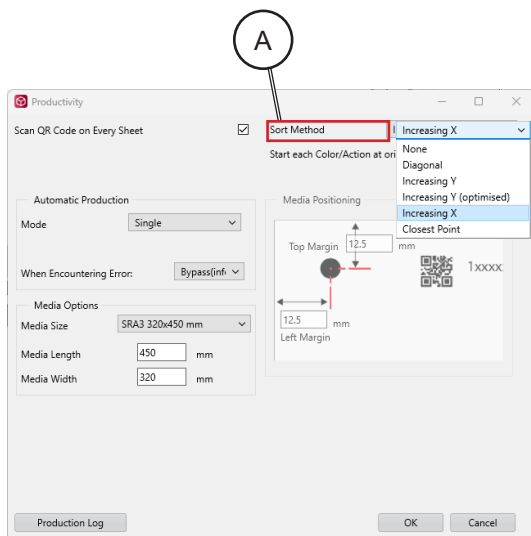 A
Productivity
Scan QR Code on Every Sheet
Sort Method
Increasing X
Start each Color/Action at ori
None
Diagonal
Increasing Y
Increasing Y (optimised)
Increasing X
Closest Point
Automatic Production
Mode
Single
When Encountering Error:
Bypass(inf
Media Options
Media Size
SRA3 320x450 mm
Media Length
450
mm
Media Width
320
mm
Media Positioning
Top Margin
12.5
mm
1xxxx
12.5
mm
Left Margin
Production Log
OK
Cancel